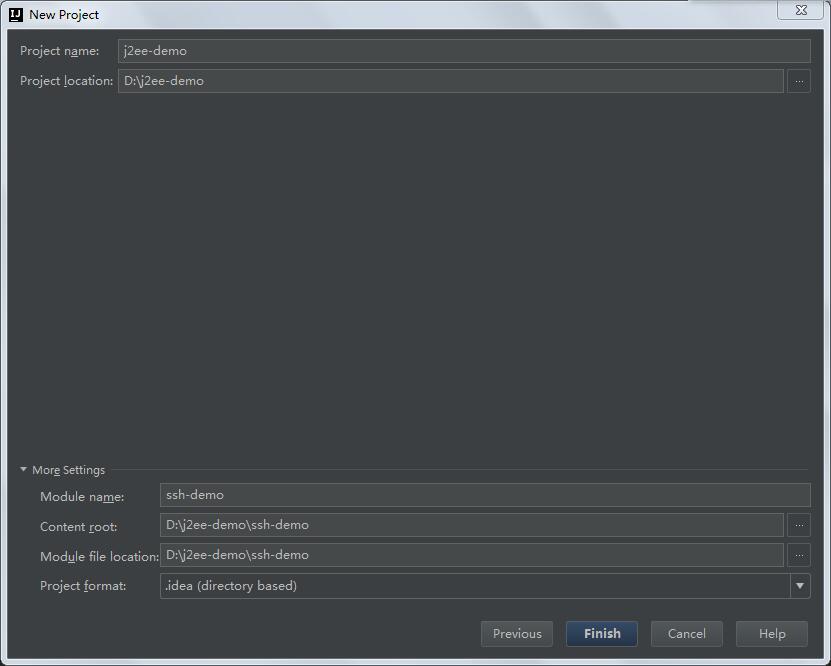 IJ New Project
Project name: j2ee-demo
Project location: D:\j2ee-demo ...
More Settings
Module name: ssh-demo
Content root: D:\j2ee-demo\ssh-demo ...
Module file location: D:\j2ee-demo\ssh-demo ...
Project format: .idea (directory based)
Previous Finish Cancel Help